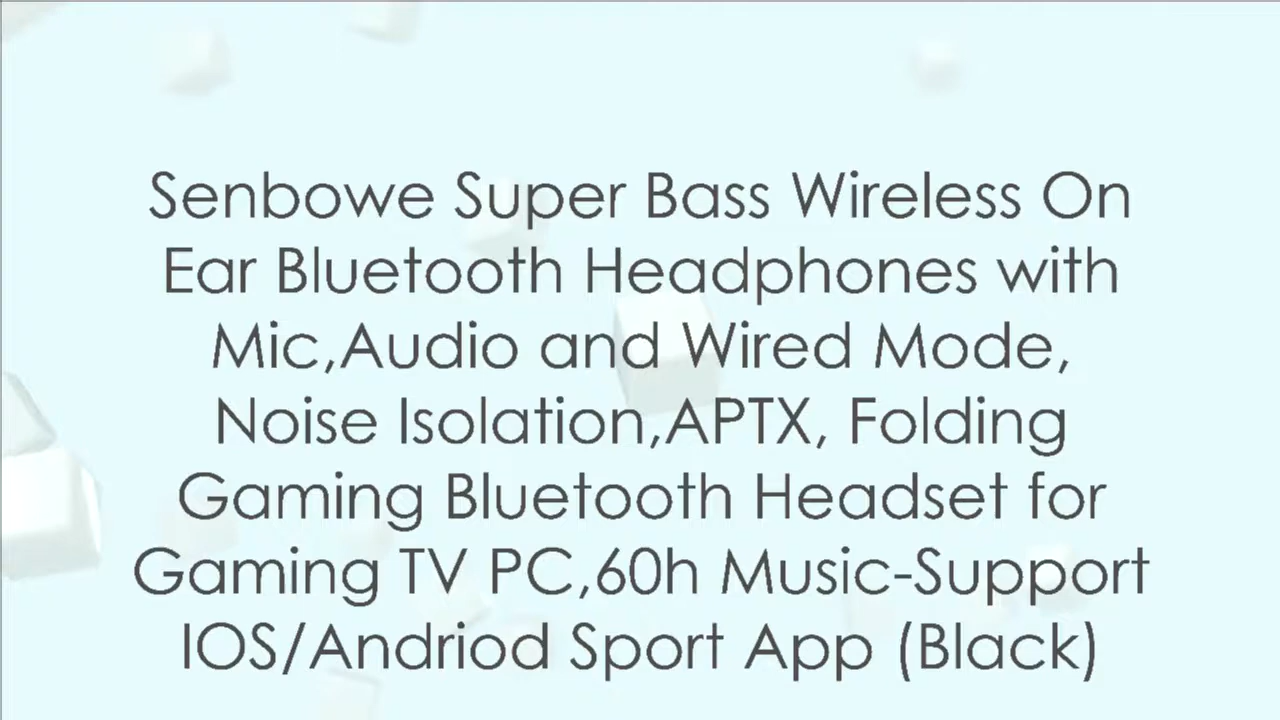 Senbowe Super Bass Wireless On
Ear Bluetooth Headphones with
Mic,Audio and Wired Mode,
Noise Isolation,APTX, Folding
Gaming Bluetooth Headset for
Gaming TV PC,60h Music-Support
IOS/Andriod Sport App (Black)